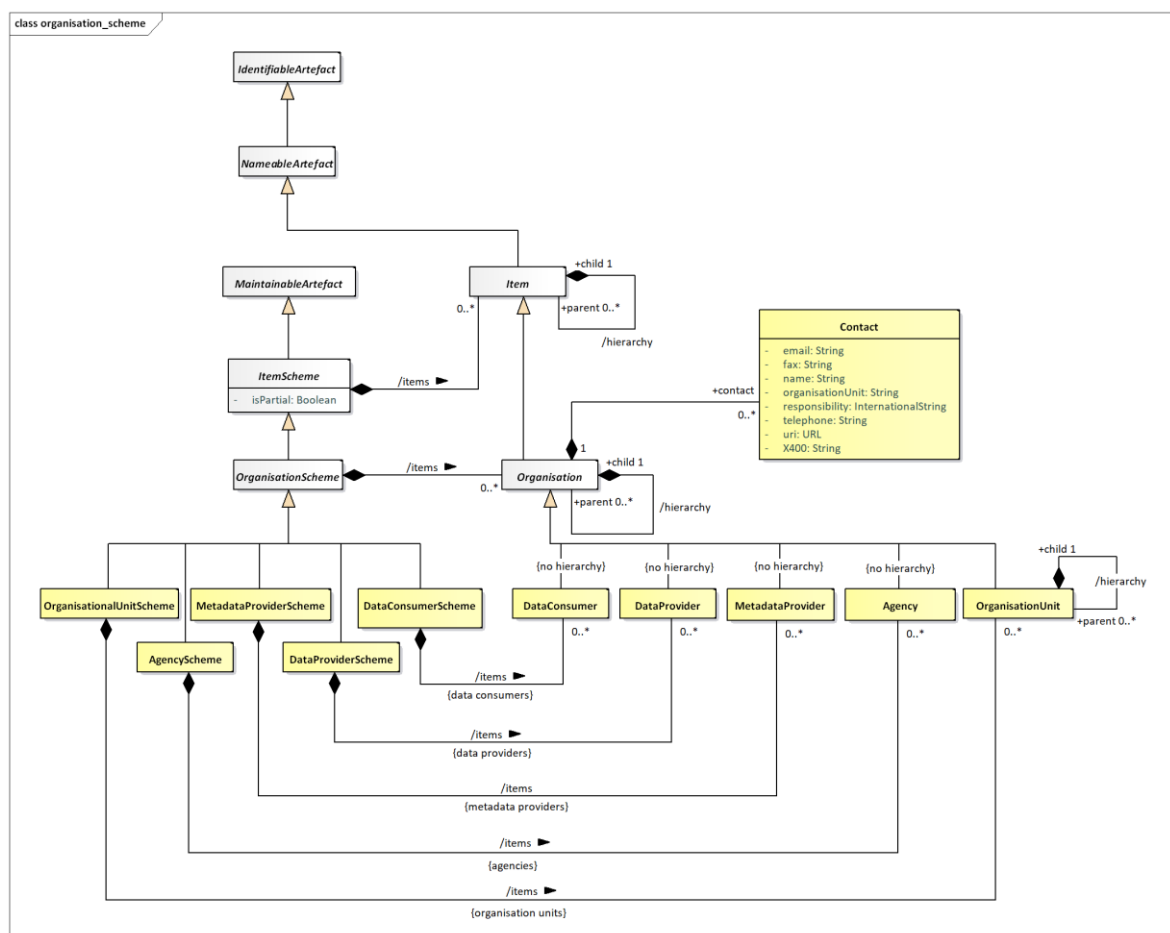 class organisation_scheme
IdentifiableArtefact
NameableArtefact
MaintainableArtefact
Item
+child 1
0..*
+parent 0..*
/hierarchy
Contact
- email: String
- fax: String
- name: String
- organisationUnit: String
- responsibility: InternationalString
- telephone: String
- uri: URL
- X400: String
ItemScheme
- isPartial: Boolean
/items
+contact
0..*
1
+child 1
OrganisationScheme
/items
0..*
Organisation
+parent 0..*
/hierarchy
{no hierarchy}
{no hierarchy}
{no hierarchy}
{no hierarchy}
+child 1
/hierarchy
OrganisationalUnitScheme
MetadataProviderScheme
DataConsumerScheme
DataConsumer
DataProvider
MetadataProvider
Agency
OrganisationUnit
+parent 0..*
0..*
0..*
0..*
0..*
0..*
AgencyScheme
DataProviderScheme
/items
{data consumers}
/items
{data providers}
/items
{metadata providers}
/items
{agencies}
/items
{organisation units}